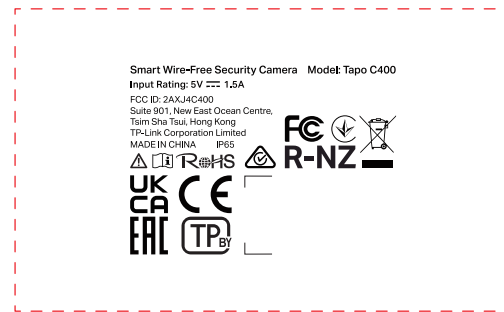 Smart Wire-Free Security Camera Model: Tapo C400
Input Rating: 5V ⎓ 1.5A
FCC ID: 2AXJ4C400
Suite 901, New East Ocean Centre,
Tsim Sha Tsui, Hong Kong
TP-Link Corporation Limited
MADE IN CHINA IP65
RoHS
FC
R-NZ
UK
CA
CE
EAC
TP BY